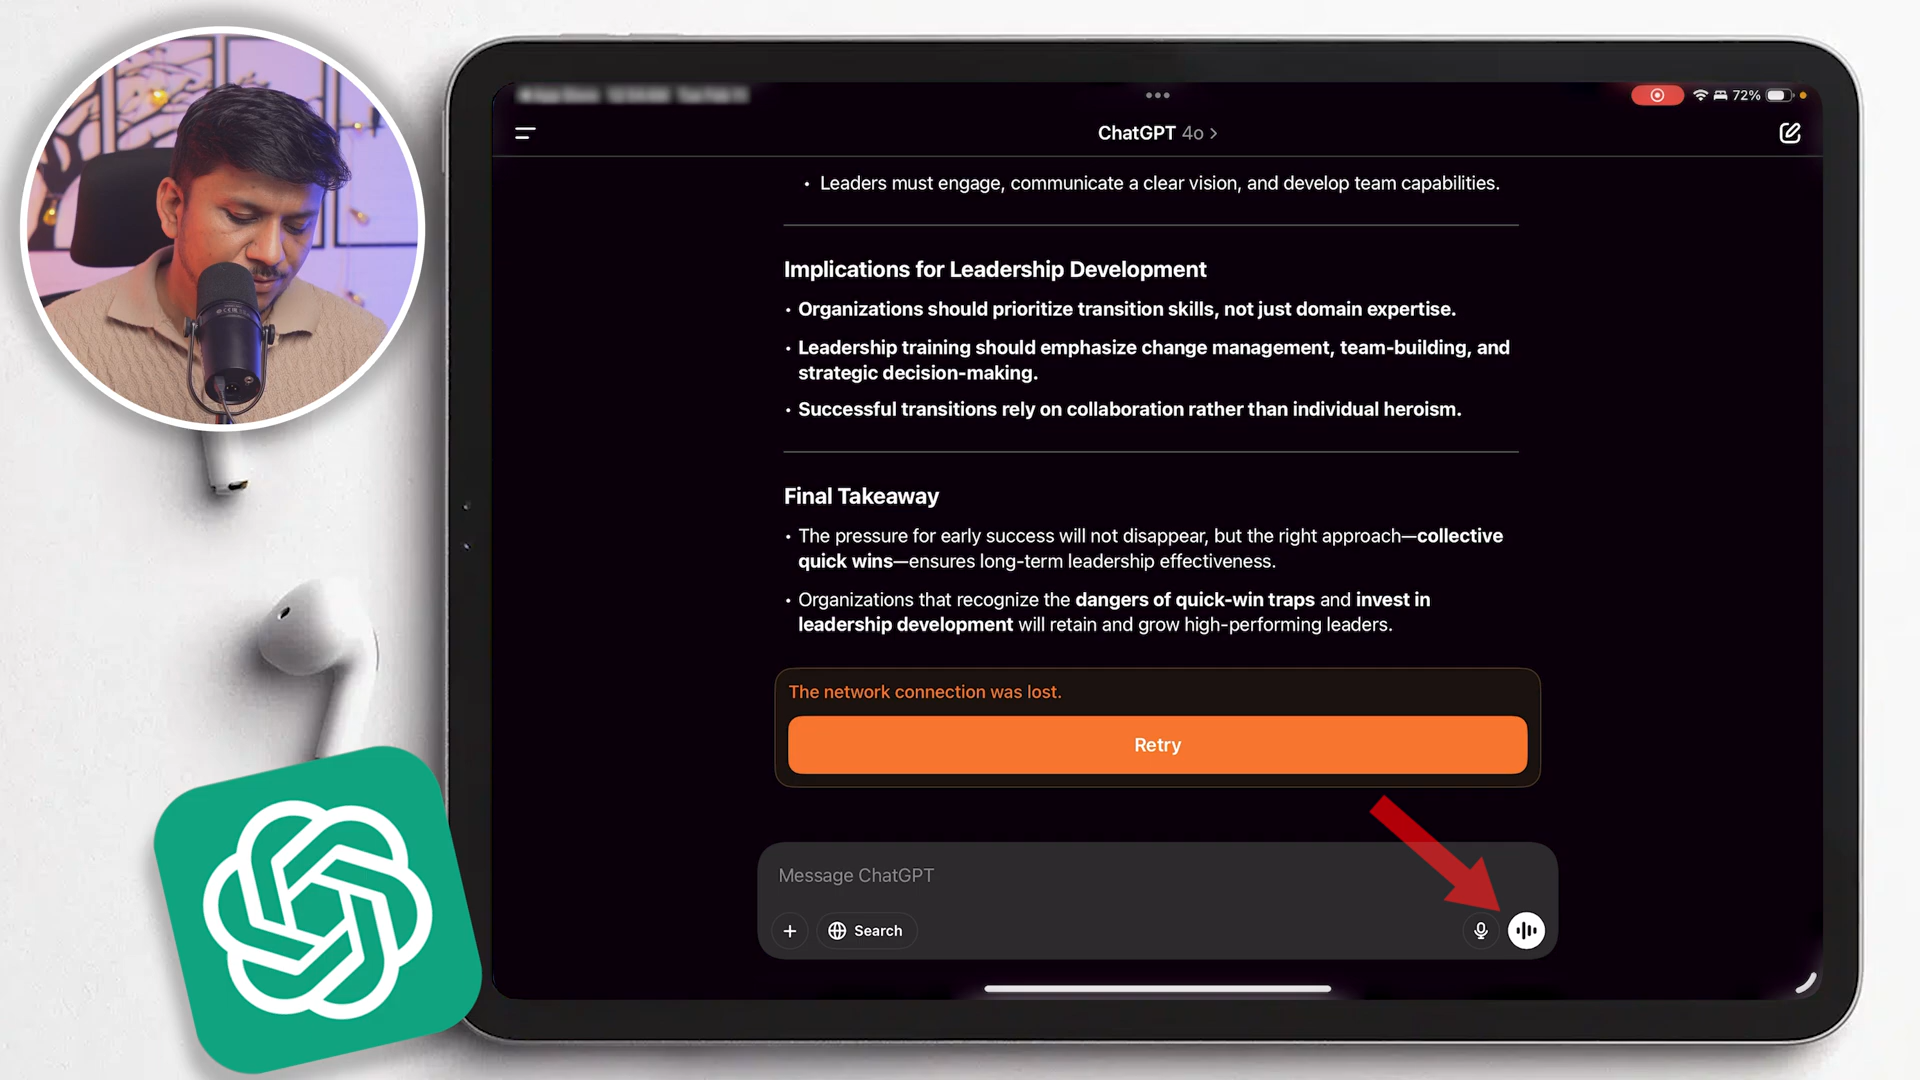 72%
ChatGPT 4o >
• Leaders must engage, communicate a clear vision, and develop team capabilities.
Implications for Leadership Development
• Organizations should prioritize transition skills, not just domain expertise.
• Leadership training should emphasize change management, team-building, and
strategic decision-making.
• Successful transitions rely on collaboration rather than individual heroism.
Final Takeaway
• The pressure for early success will not disappear, but the right approach—collective
quick wins—ensures long-term leadership effectiveness.
• Organizations that recognize the dangers of quick-win traps and invest in
leadership development will retain and grow high-performing leaders.
The network connection was lost.
Retry
Message ChatGPT
Search